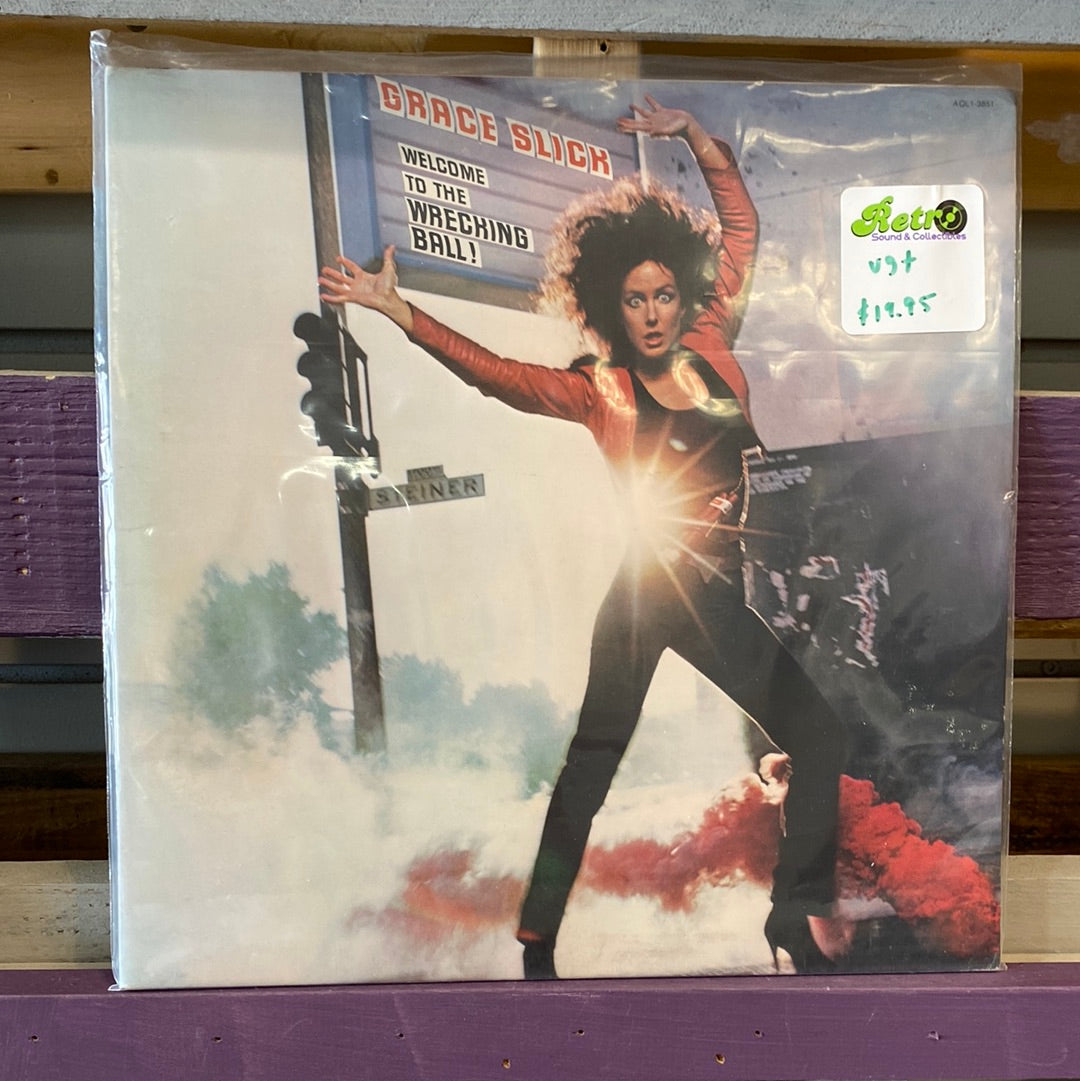 GRACE SLICK
WELCOME
TO THE
WRECKING
BALL!
AQL1-3851
Retro
Sound & Collectibles
vg+
$19.95
STEINER